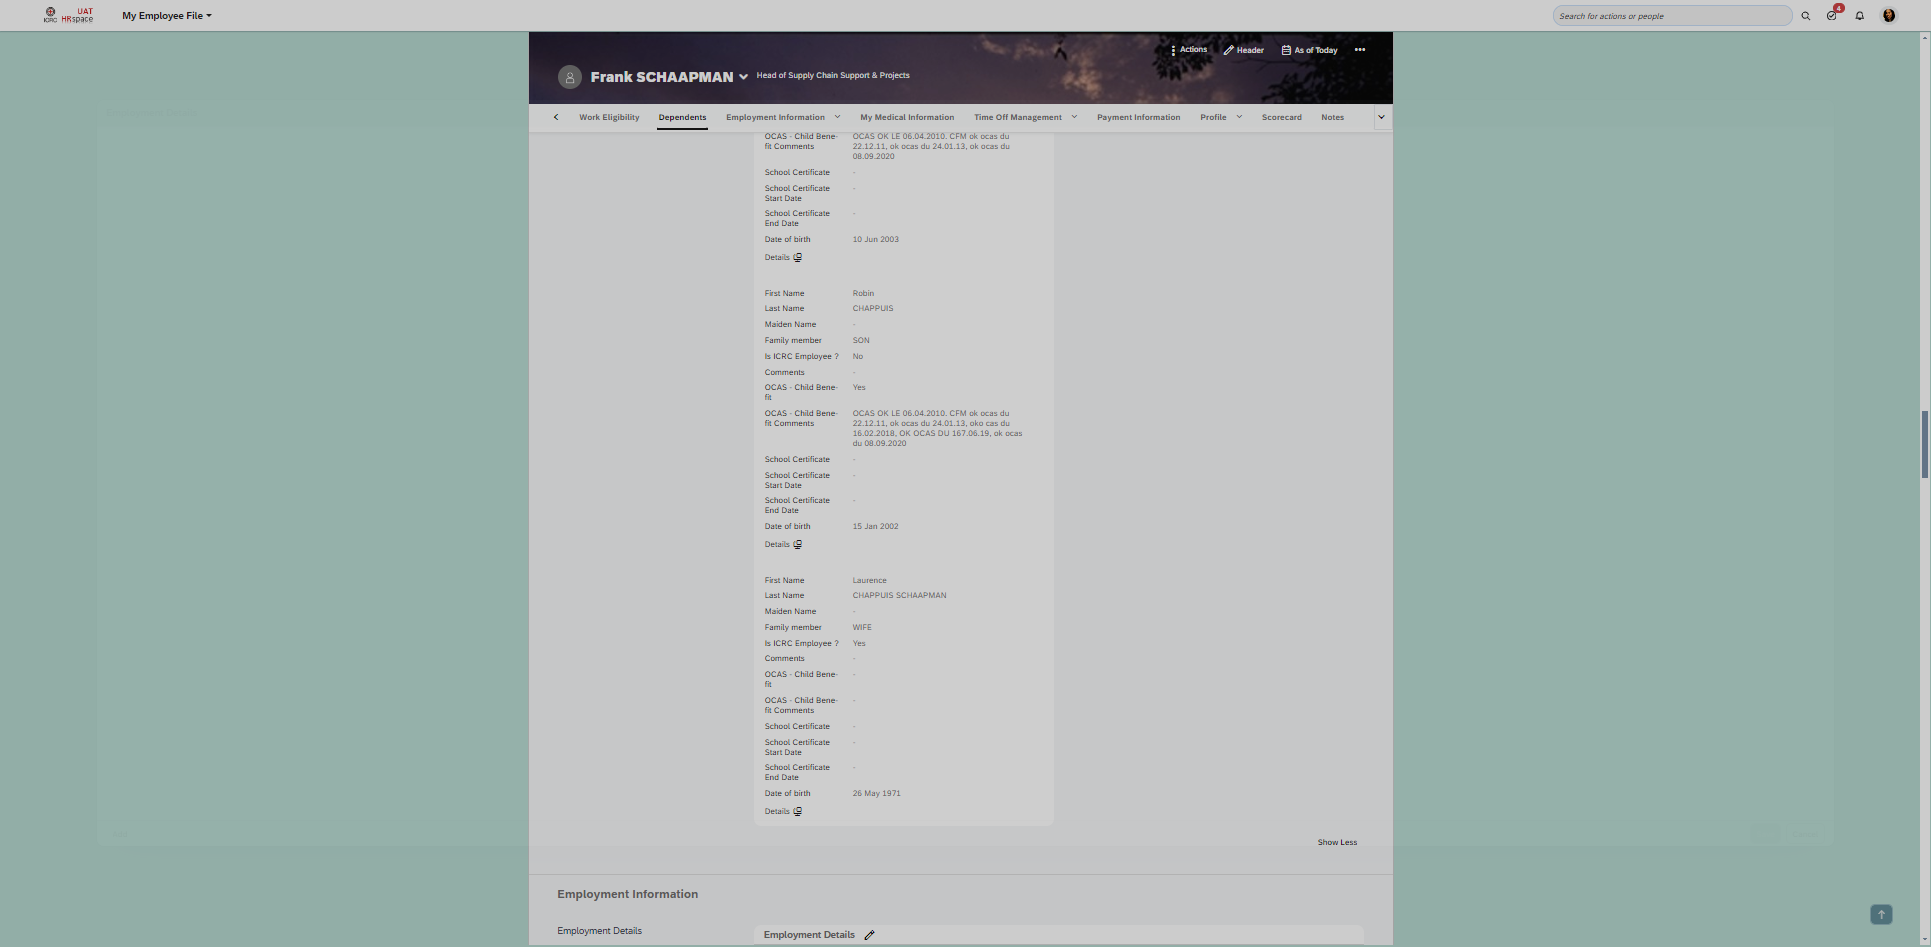 ICRC
UAT
HRspace
My Employee File
Search for actions or people
4
Actions
Header
As of Today
Frank SCHAAPMAN
Head of Supply Chain Support & Projects
Work Eligibility
Dependents
Employment Information
My Medical Information
Time Off Management
Payment Information
Profile
Scorecard
Notes
OCAS - Child Bene-
fit Comments
OCAS OK LE 06.04.2010. CFM ok ocas du
22.12.11, ok ocas du 24.01.13, ok ocas du
08.09.2020
School Certificate -
School Certificate
Start Date
-
School Certificate
End Date
-
Date of birth 10 Jun 2003
Details
First Name Robin
Last Name CHAPPUIS
Maiden Name -
Family member SON
Is ICRC Employee ? No
Comments -
OCAS - Child Bene-
fit
Yes
OCAS - Child Bene-
fit Comments
OCAS OK LE 06.04.2010. CFM ok ocas du
22.12.11, ok ocas du 24.01.13, oko cas du
16.02.2018, OK OCAS DU 167.06.19, ok ocas
du 08.09.2020
School Certificate -
School Certificate
Start Date
-
School Certificate
End Date
-
Date of birth 15 Jan 2002
Details
First Name Laurence
Last Name CHAPPUIS SCHAAPMAN
Maiden Name -
Family member WIFE
Is ICRC Employee ? Yes
Comments -
OCAS - Child Bene-
fit
-
OCAS - Child Bene-
fit Comments
-
School Certificate -
School Certificate
Start Date
-
School Certificate
End Date
-
Date of birth 26 May 1971
Details
Show Less
Employment Information
Employment Details
Employment Details